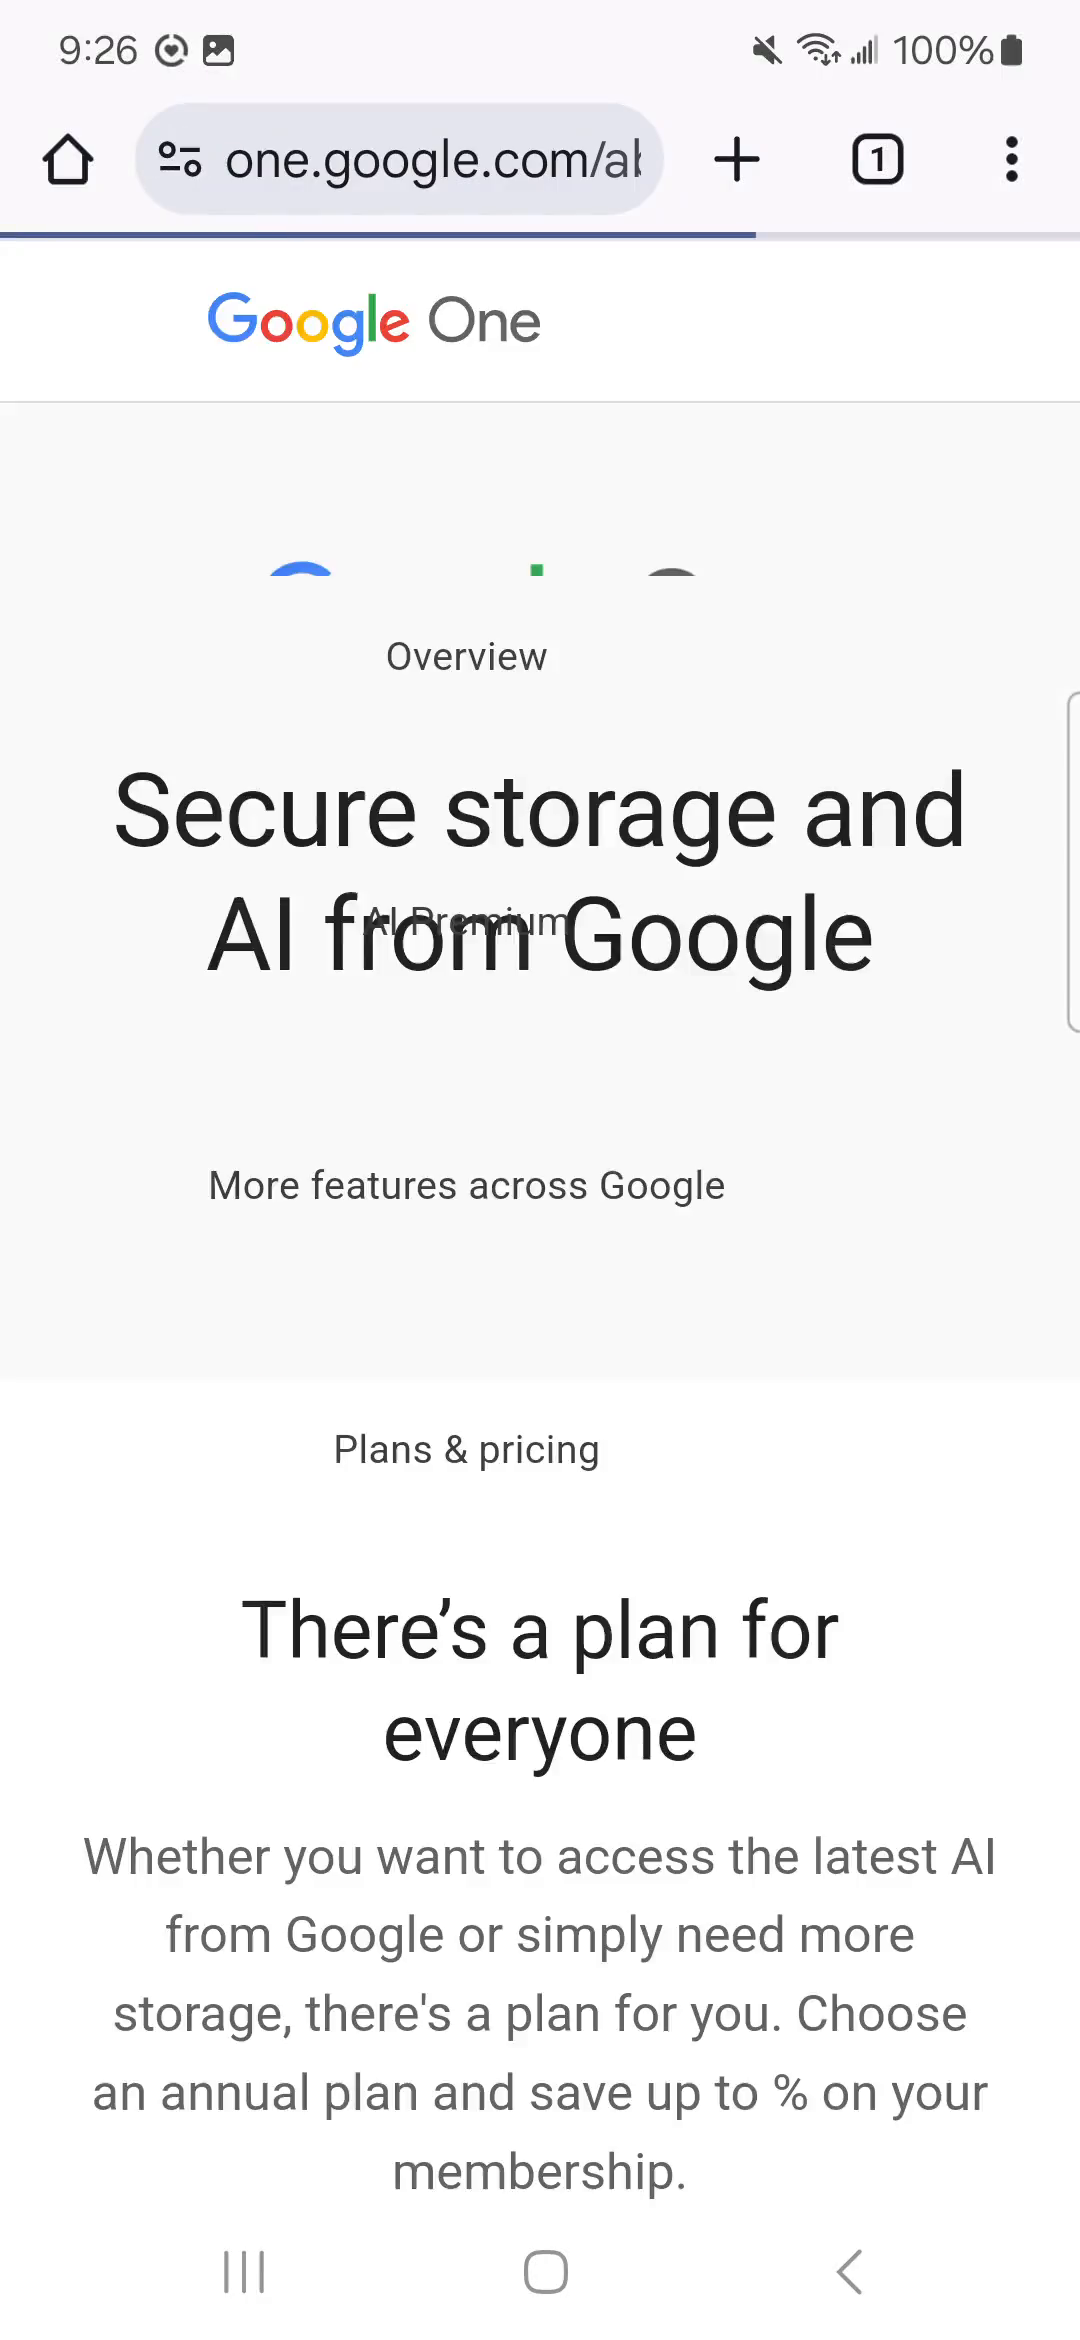 9:26
100%
one.google.com/al
1
Google One
Overview
Secure storage and
AI from Google
AI Premium
More features across Google
Plans & pricing
There’s a plan for
everyone
Whether you want to access the latest AI
from Google or simply need more
storage, there's a plan for you. Choose
an annual plan and save up to % on your
membership.